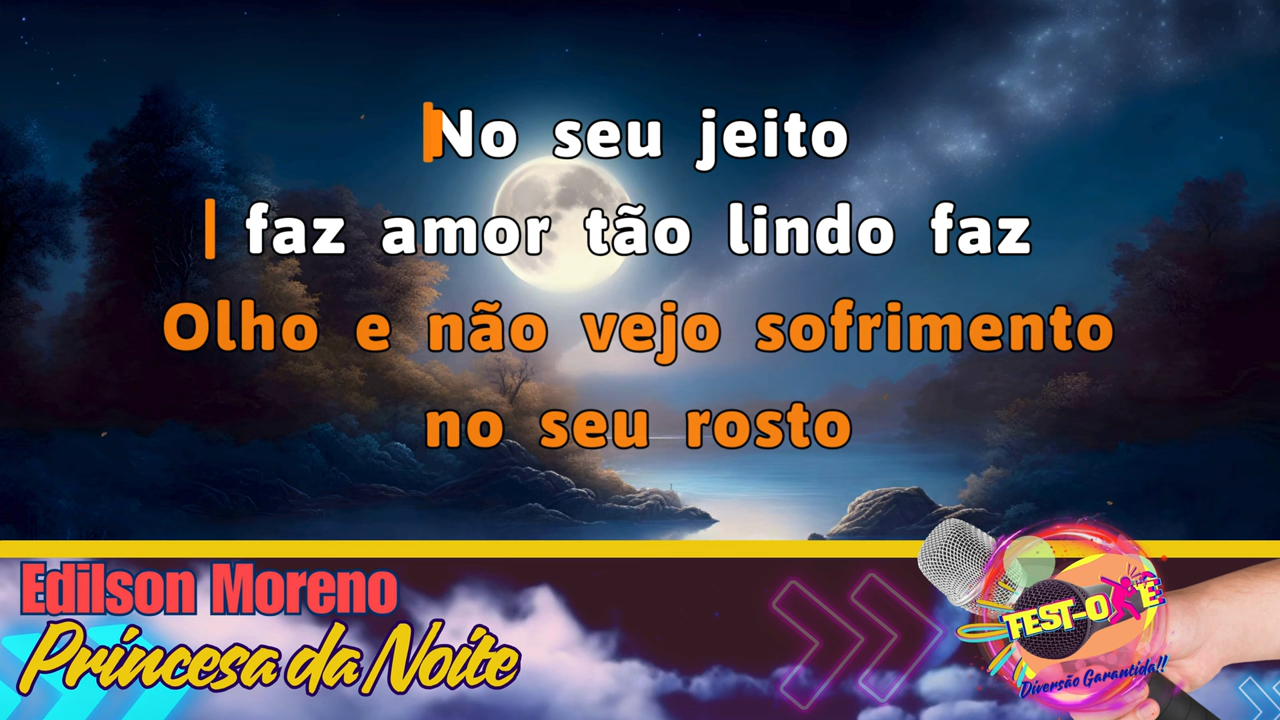 No seu jeito
faz amor tão lindo faz
Olho e não vejo sofrimento
no seu rosto
Edilson Moreno
Princesa da Noite
TEST-OKÊ
Diversão Garantida!!